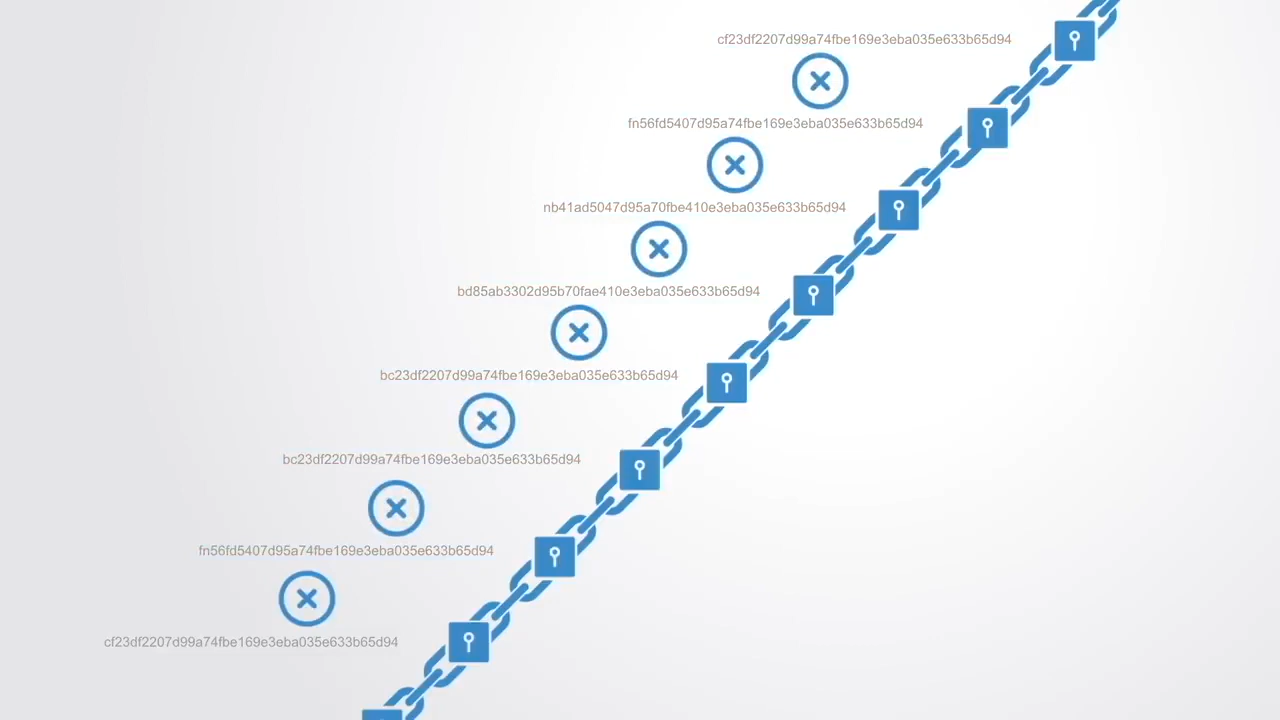 cf23df2207d99a74fbe169e3eba035e633b65d94
fn56fd5407d95a74fbe169e3eba035e633b65d94
nb41ad5047d95a70fbe410e3eba035e633b65d94
bd85ab3302d95b70fae410e3eba035e633b65d94
bc23df2207d99a74fbe169e3eba035e633b65d94
bc23df2207d99a74fbe169e3eba035e633b65d94
fn56fd5407d95a74fbe169e3eba035e633b65d94
cf23df2207d99a74fbe169e3eba035e633b65d94